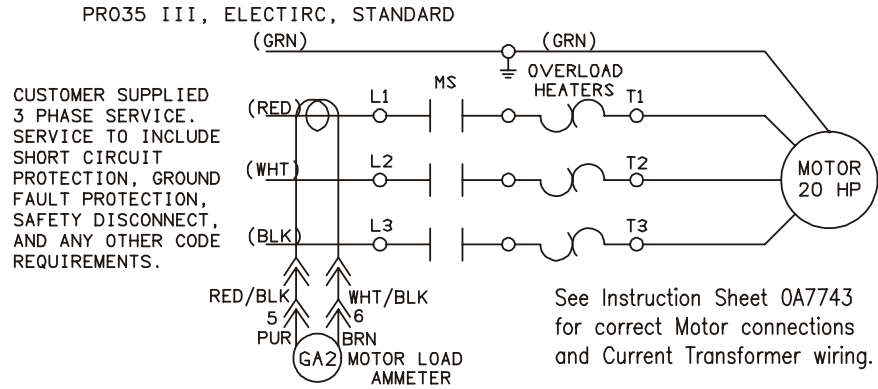 PRO35 III, ELECTIRC, STANDARD
(GRN)
(GRN)
CUSTOMER SUPPLIED
3 PHASE SERVICE.
SERVICE TO INCLUDE
SHORT CIRCUIT
PROTECTION, GROUND
FAULT PROTECTION,
SAFETY DISCONNECT,
AND ANY OTHER CODE
REQUIREMENTS.
MS
OVERLOAD
HEATERS
(RED)
L1
T1
(WHT)
L2
T2
MOTOR
20 HP
(BLK)
L3
T3
RED/BLK
WHT/BLK
5
6
PUR
BRN
GA2
MOTOR LOAD
AMMETER
See Instruction Sheet 0A7743
for correct Motor connections
and Current Transformer wiring.